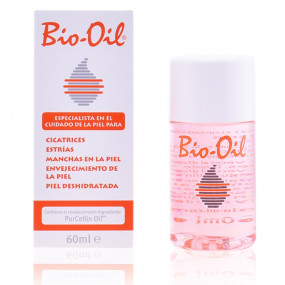 Bio-Oil®
ESPECIALISTA EN EL
CUIDADO DE LA PIEL PARA
CICATRICES
ESTRÍAS
MANCHAS EN LA PIEL
ENVEJECIMIENTO DE
LA PIEL
PIEL DESHIDRATADA
PurCellin Oil™
60ml e
Bio-Oil